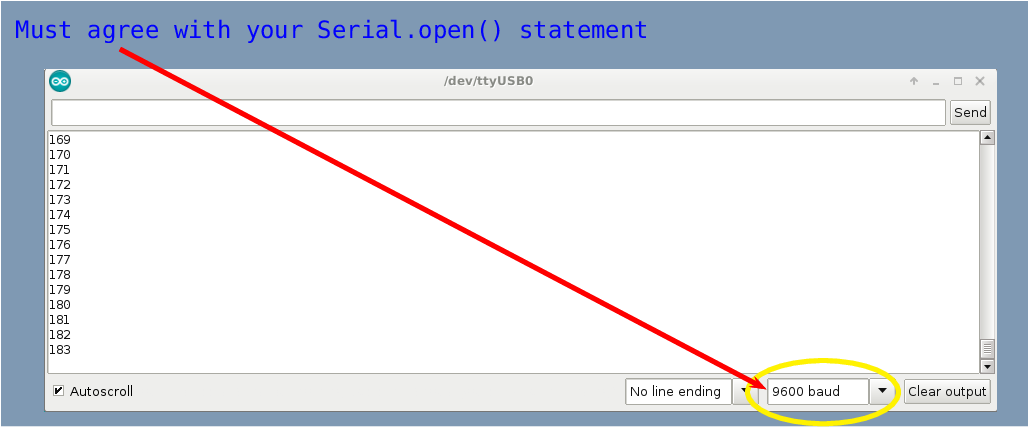 Must agree with your Serial.open() statement
/dev/ttyUSB0
Send
169
170
171
172
173
174
175
176
177
178
179
180
181
182
183
Autoscroll
No line ending
9600 baud
Clear output